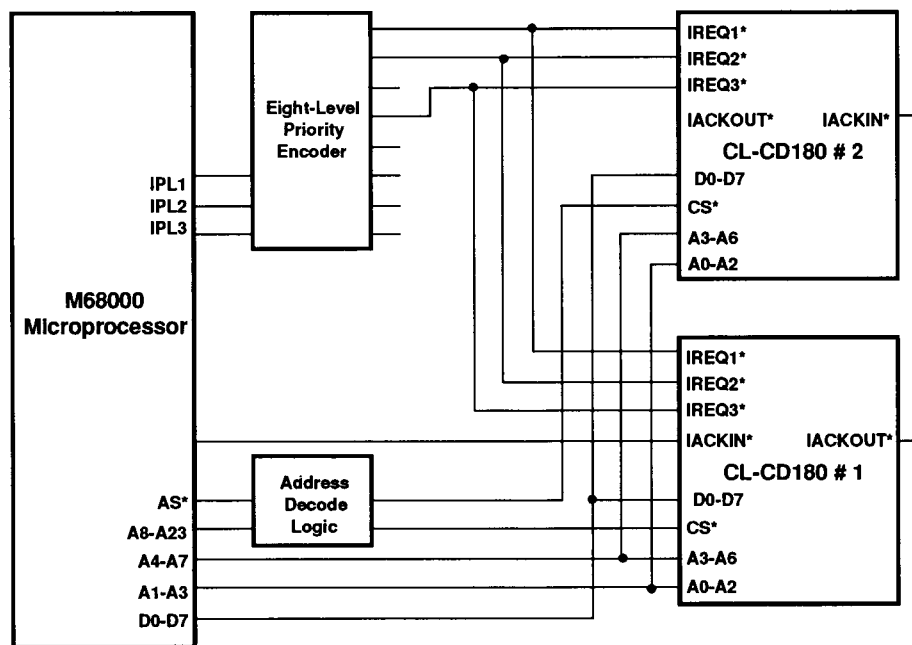 M68000
Microprocessor
IPL1
IPL2
IPL3
AS*
A8-A23
A4-A7
A1-A3
D0-D7
Eight-Level
Priority
Encoder
Address
Decode
Logic
IREQ1*
IREQ2*
IREQ3*
IACKOUT* IACKIN*
CL-CD180 # 2
D0-D7
CS*
A3-A6
A0-A2
IREQ1*
IREQ2*
IREQ3*
IACKIN* IACKOUT*
CL-CD180 # 1
D0-D7
CS*
A3-A6
A0-A2